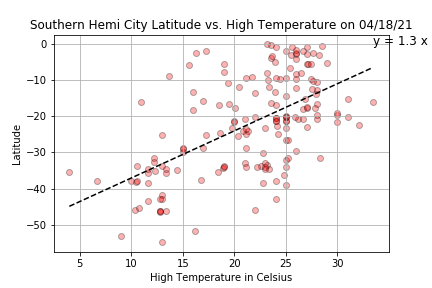 Southern Hemi City Latitude vs. High Temperature on 04/18/21
y = 1.3 x
0
−10
−20
−30
−40
−50
Latitude
5 10 15 20 25 30
High Temperature in Celsius